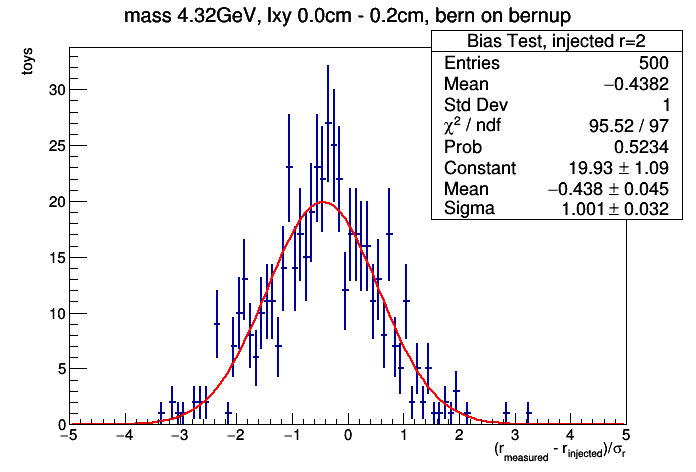 mass 4.32GeV, lxy 0.0cm - 0.2cm, bern on bernup
Bias Test, injected r=2
Entries 500
Mean −0.4382
Std Dev 1
χ² / ndf 95.52 / 97
Prob 0.5234
Constant 19.93 ± 1.09
Mean −0.438 ± 0.045
Sigma 1.001 ± 0.032
toys
30
25
20
15
10
5
0
−5 −4 −3 −2 −1 0 1 2 3 4 5
(r_measured - r_injected)/σ_r